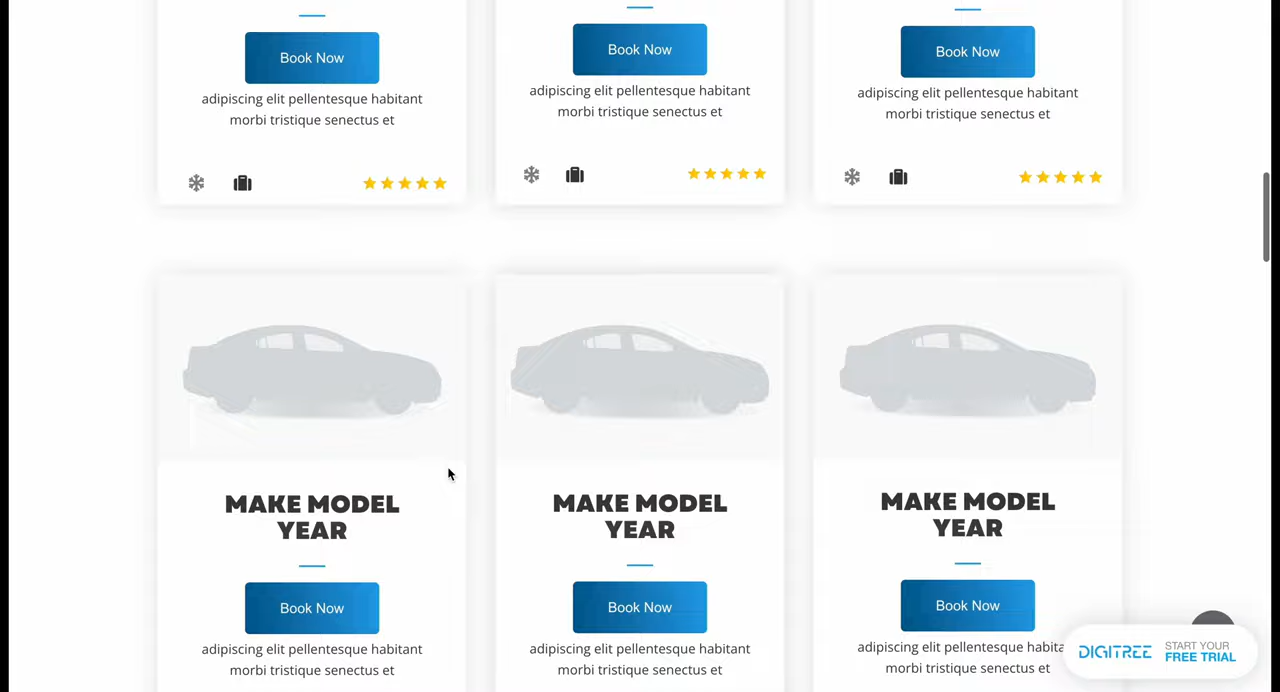 Book Now
adipiscing elit pellentesque habitant
morbi tristique senectus et
Book Now
adipiscing elit pellentesque habitant
morbi tristique senectus et
Book Now
adipiscing elit pellentesque habitant
morbi tristique senectus et
MAKE MODEL
YEAR
Book Now
adipiscing elit pellentesque habitant
morbi tristique senectus et
MAKE MODEL
YEAR
Book Now
adipiscing elit pellentesque habitant
morbi tristique senectus et
MAKE MODEL
YEAR
Book Now
adipiscing elit pellentesque
morbi tristique senectus et
DIGITREE
START YOUR
FREE TRIAL